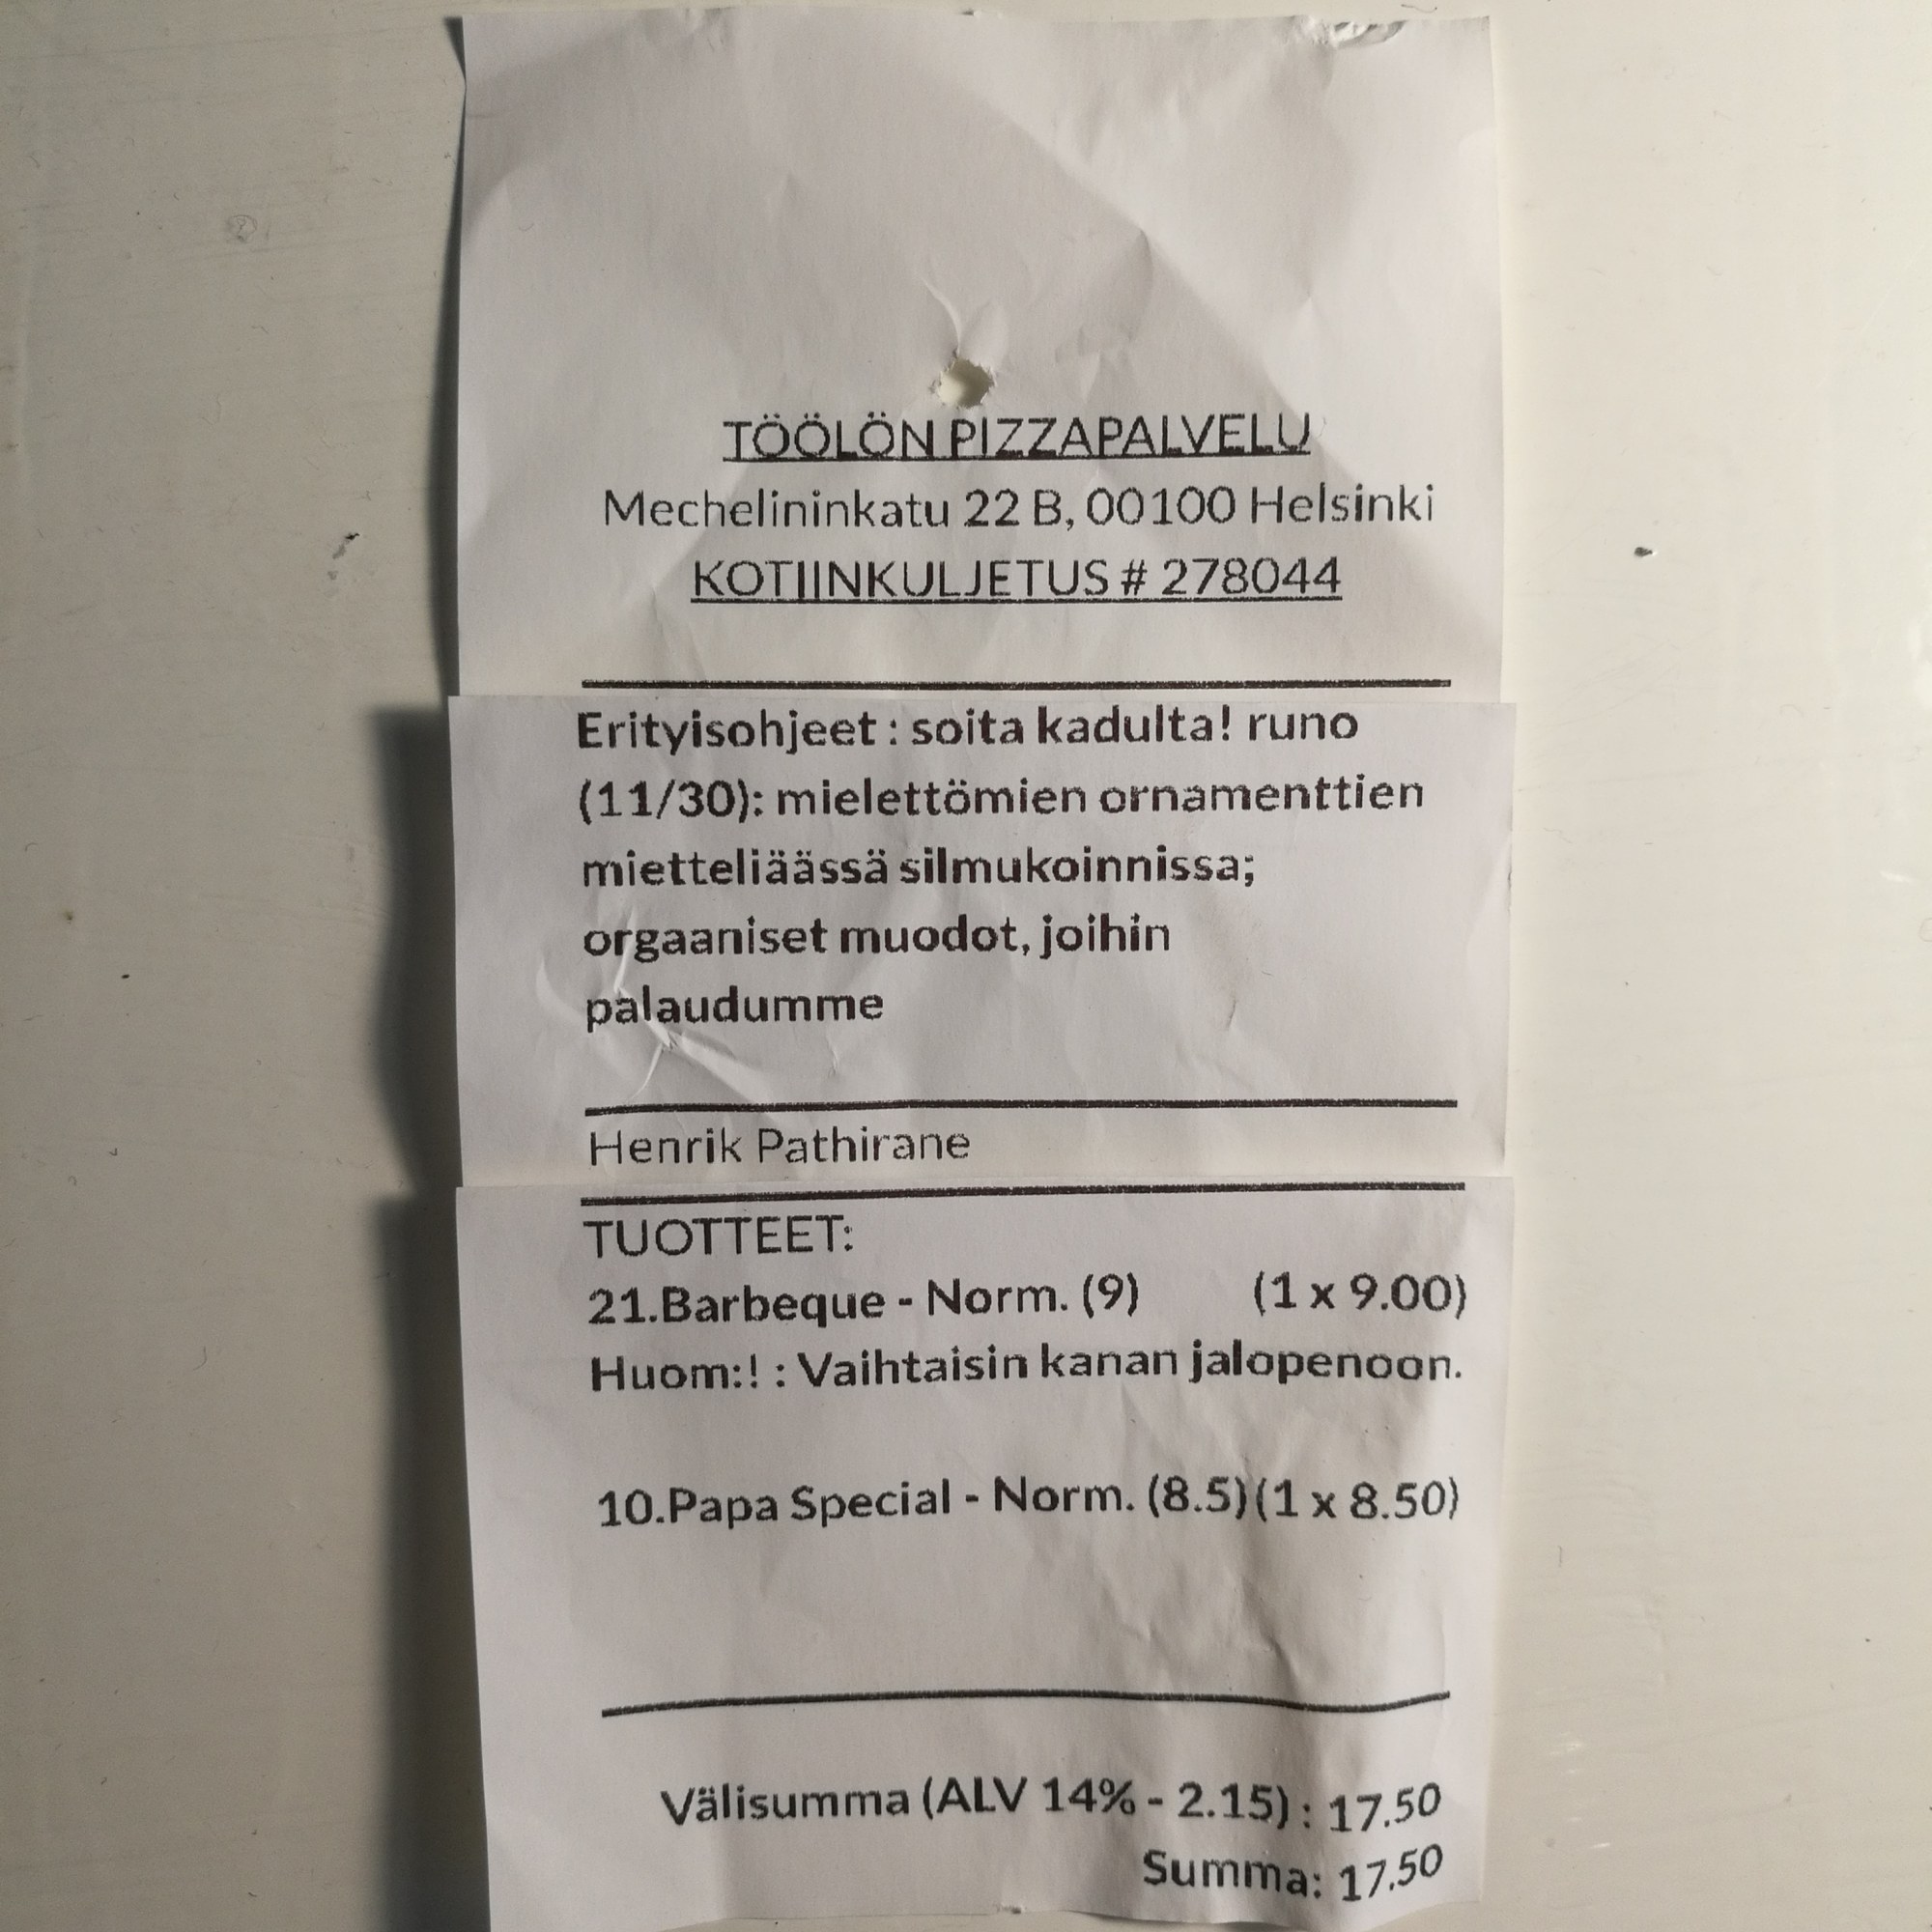 TÖÖLÖN PIZZAPALVELU
Mechelininkatu 22 B, 00100 Helsinki
KOTIINKULJETUS # 278044
Erityisohjeet : soita kadulta! runo
(11/30): mielettömien ornamenttien
mietteliäässä silmukoinnissa;
orgaaniset muodot, joihin
palaudumme
Henrik Pathirane
TUOTTEET:
21.Barbeque - Norm. (9) (1 x 9.00)
Huom:! : Vaihtaisin kanan jalopenoon.
10.Papa Special - Norm. (8.5)(1 x 8.50)
Välisumma (ALV 14% - 2.15) : 17.50
Summa: 17.50